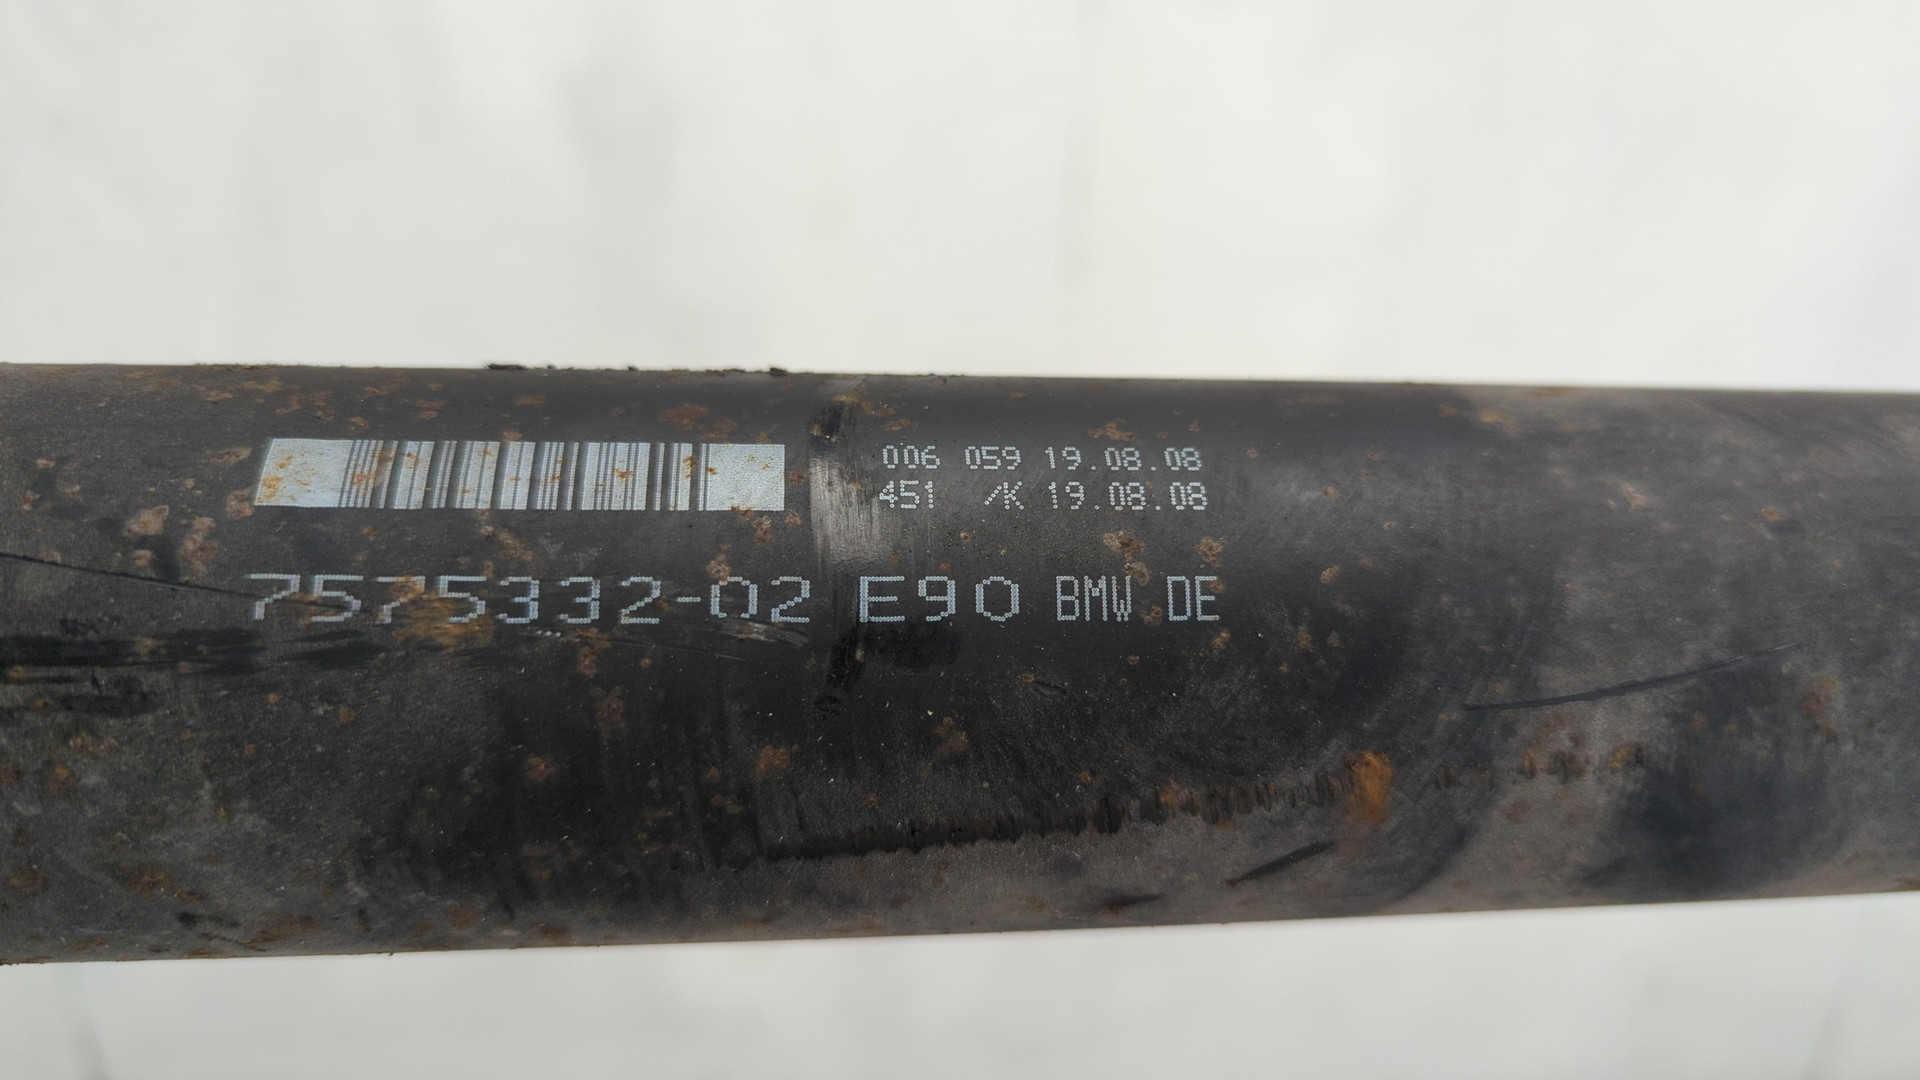 006 059 19.08.08
451 /K 19.08.08
7575332-02 E90 BMW DE